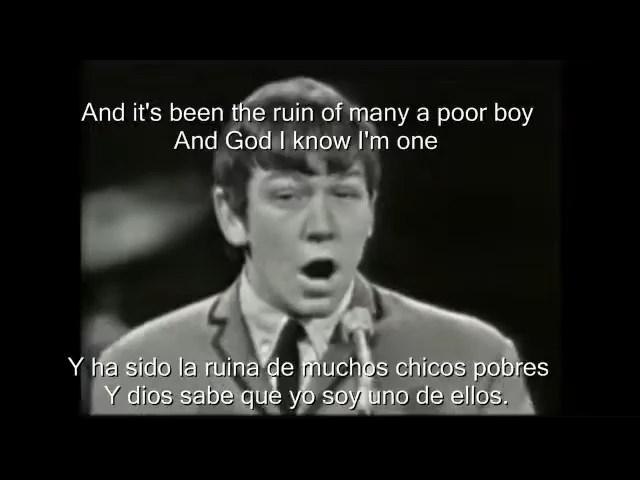 And it's been the ruin of many a poor boy
And God I know I'm one
Y ha sido la ruina de muchos chicos pobres
Y dios sabe que yo soy uno de ellos.